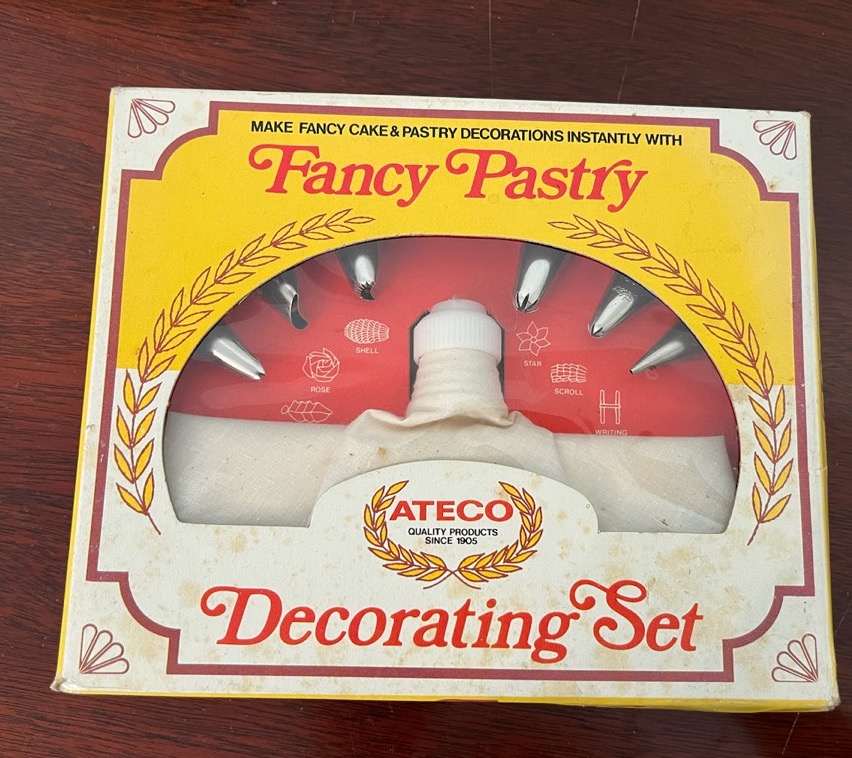 MAKE FANCY CAKE & PASTRY DECORATIONS INSTANTLY WITH
Fancy Pastry
SHELL
STAR
ROSE
SCROLL
WRITING
ATECO
QUALITY PRODUCTS
SINCE 1905
Decorating Set